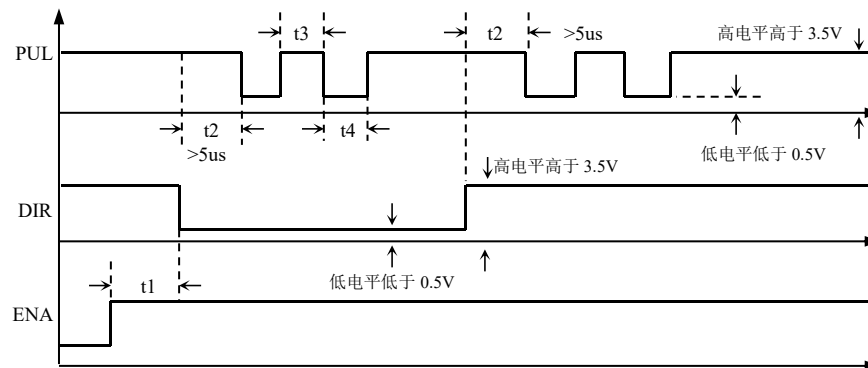 t3
t2
>5us
高电平高于 3.5V
PUL
t2
t4
>5us
低电平低于 0.5V
高电平高于 3.5V
DIR
低电平低于 0.5V
t1
ENA